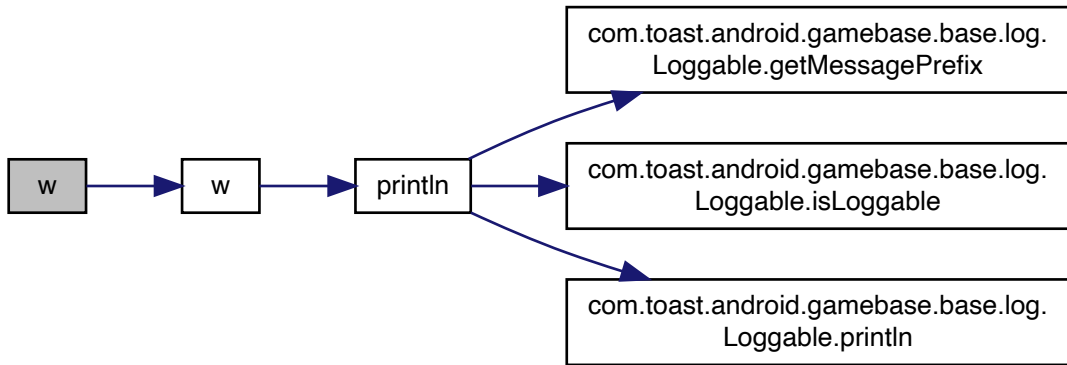 w
w
println
com.toast.android.gamebase.base.log.
Loggable.getMessagePrefix
com.toast.android.gamebase.base.log.
Loggable.isLoggable
com.toast.android.gamebase.base.log.
Loggable.println